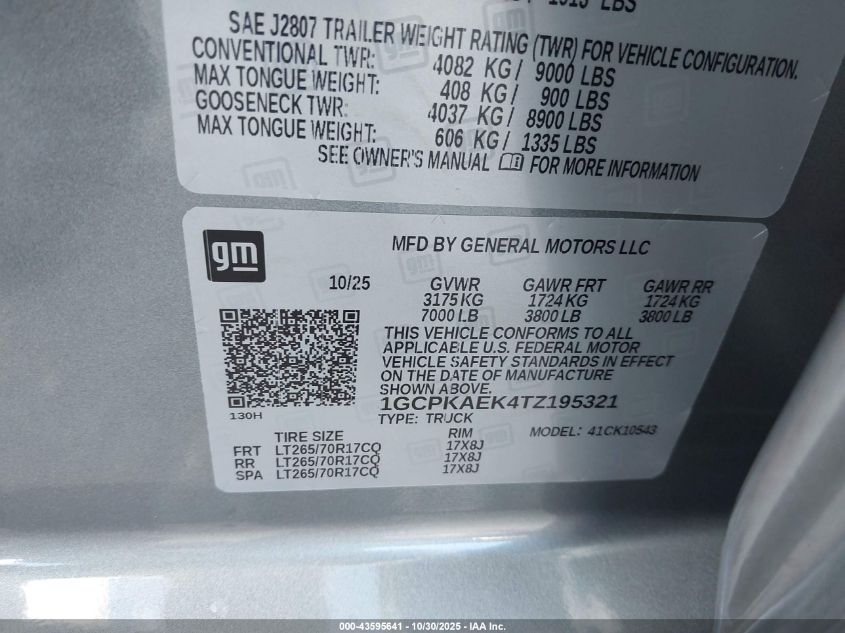 1315 LBS
SAE J2807 TRAILER WEIGHT RATING (TWR) FOR VEHICLE CONFIGURATION.
CONVENTIONAL TWR: 4082 KG/ 9000 LBS
MAX TONGUE WEIGHT: 408 KG/ 900 LBS
GOOSENECK TWR: 4037 KG/ 8900 LBS
MAX TONGUE WEIGHT: 606 KG/ 1335 LBS
SEE OWNER'S MANUAL FOR MORE INFORMATION
gm
MFD BY GENERAL MOTORS LLC
10/25 GVWR GAWR FRT GAWR RR
3175 KG 1724 KG 1724 KG
7000 LB 3800 LB 3800 LB
THIS VEHICLE CONFORMS TO ALL
APPLICABLE U.S. FEDERAL MOTOR
VEHICLE SAFETY STANDARDS IN EFFECT
ON THE DATE OF MANUFACTURE
SHOWN ABOVE.
1GCPKAEK4TZ195321
130H
TYPE: TRUCK MODEL: 41CK10543
TIRE SIZE RIM
FRT LT265/70R17CQ 17X8J
RR LT265/70R17CQ 17X8J
SPA LT265/70R17CQ 17X8J
000-43595641 - 10/30/2025 - IAA Inc.